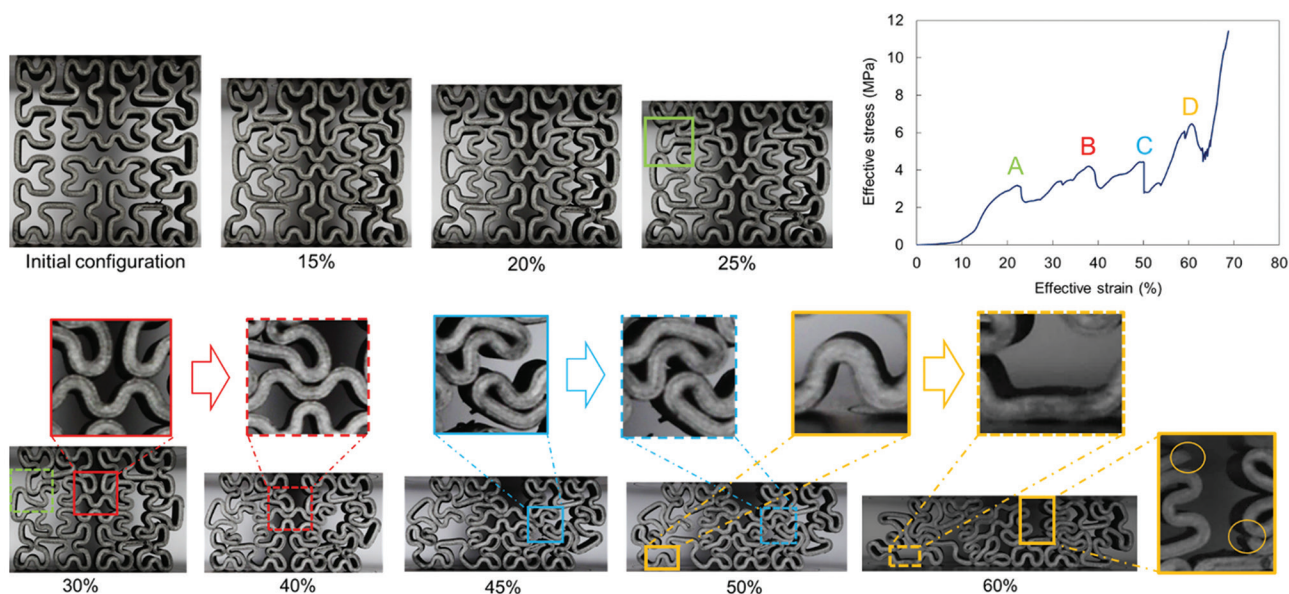 Initial configuration
15%
20%
25%
Effective stress (MPa)
12
10
8
6
4
2
0
A
B
C
D
0 10 20 30 40 50 60 70 80
Effective strain (%)
30%
40%
45%
50%
60%